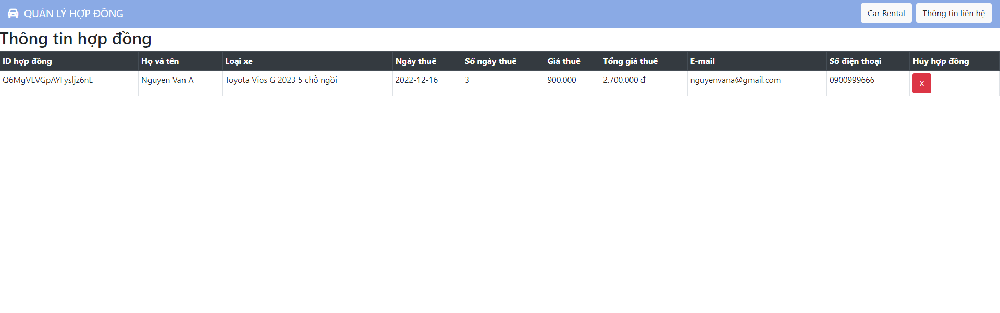 QUẢN LÝ HỢP ĐỒNG Car Rental Thông tin liên hệ
Thông tin hợp đồng
ID hợp đồng Họ và tên Loại xe Ngày thuê Số ngày thuê Giá thuê Tổng giá thuê E-mail Số điện thoại Hủy hợp đồng
Q6MgVEVGpAYFysljz6nL Nguyen Van A Toyota Vios G 2023 5 chỗ ngồi 2022-12-16 3 900.000 2.700.000 đ nguyenvana@gmail.com 0900999666 X